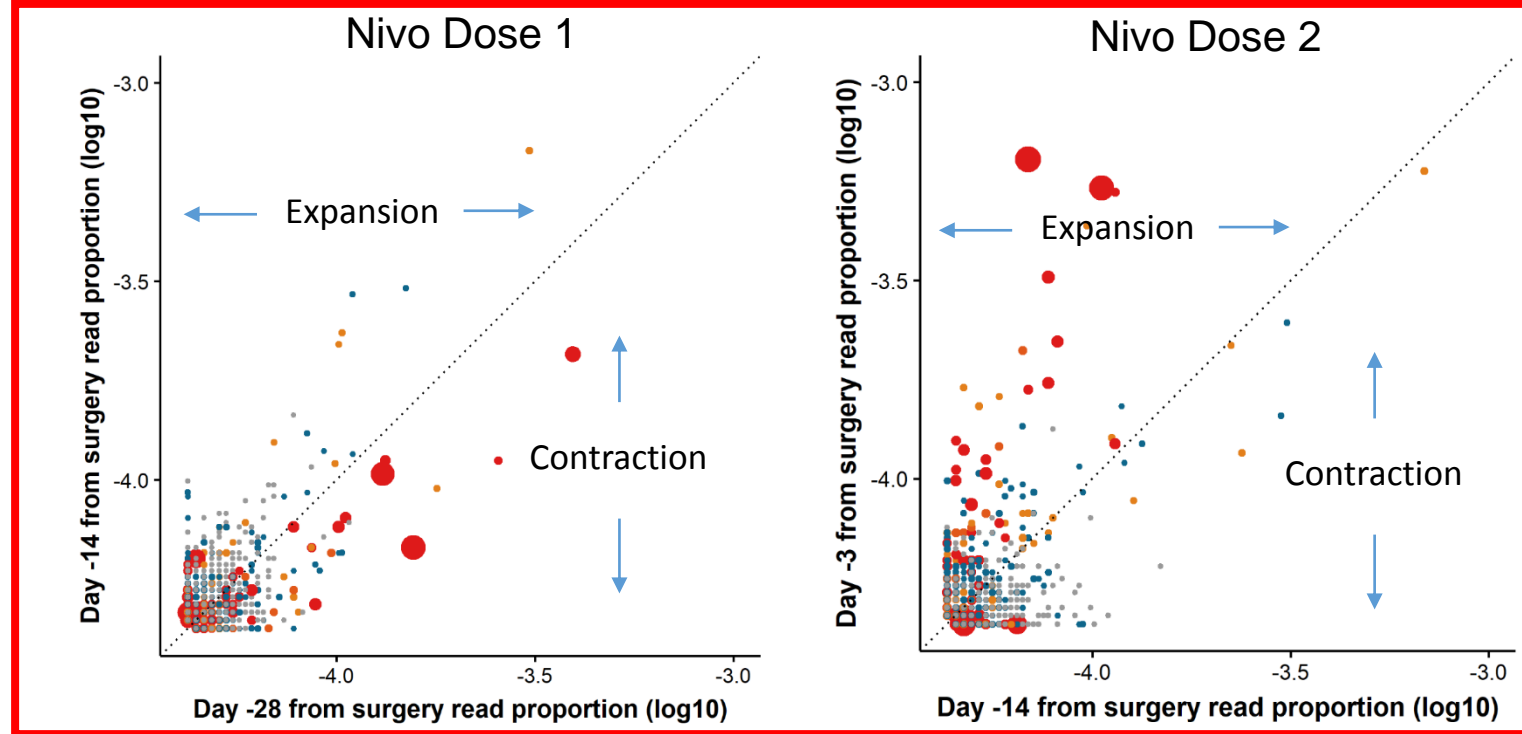 Nivo Dose 1
Day -14 from surgery read proportion (log10)
-3.0
-3.5
-4.0
Expansion
Contraction
-4.0
-3.5
-3.0
Day -28 from surgery read proportion (log10)
Nivo Dose 2
Day -3 from surgery read proportion (log10)
-3.0
-3.5
-4.0
Expansion
Contraction
-4.0
-3.5
-3.0
Day -14 from surgery read proportion (log10)